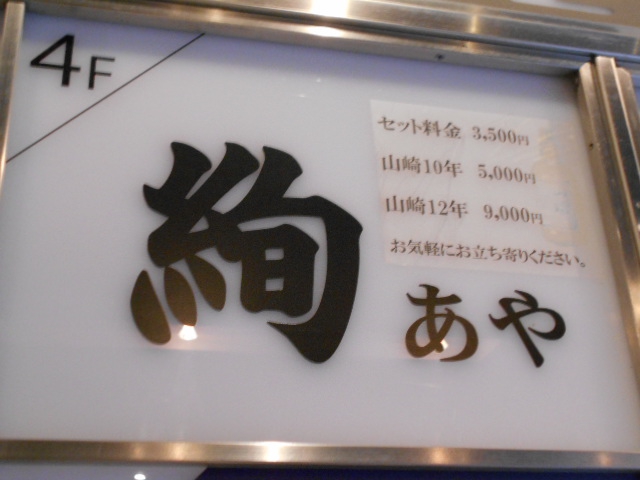 4F
セット料金 3,500円
山崎10年 5,000円
山崎12年 9,000円
お気軽にお立ち寄りください。
絢 あや